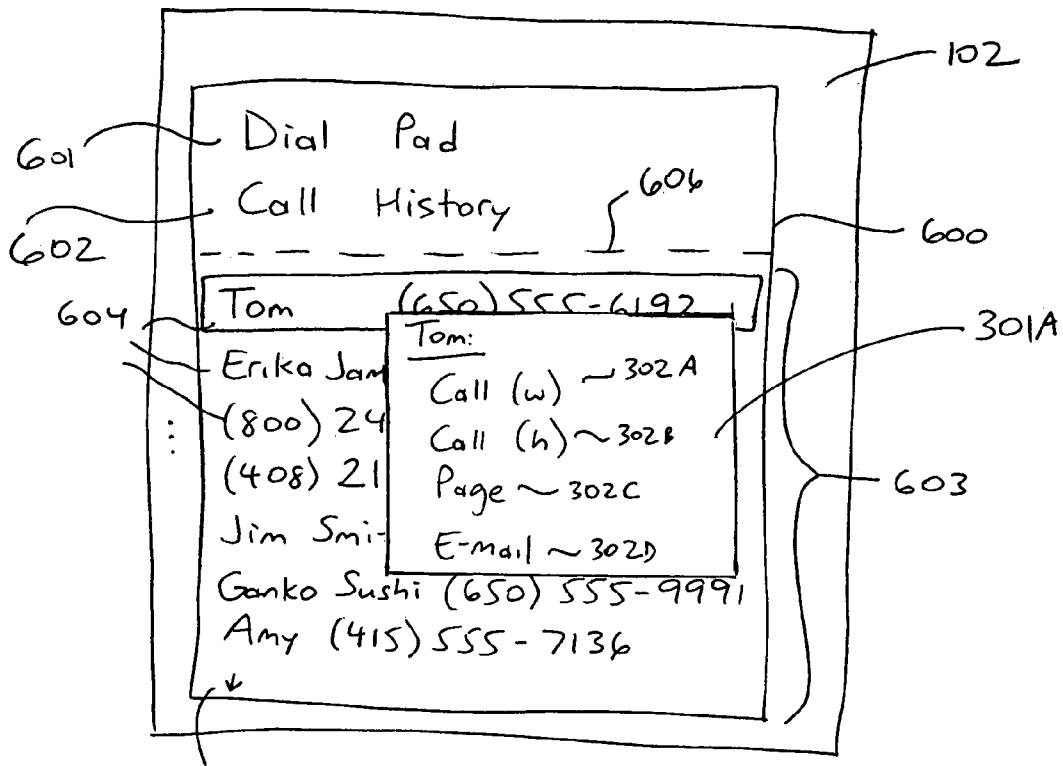 102
601
Dial Pad
Call History
606
602
600
604
Tom (650) 555-6192
Tom:
301A
Erika Jam
Call (w) ~302A
(800) 24
Call (h) ~302B
(408) 21
Page ~302C
603
Jim Smi-
E-mail ~302D
Ganko Sushi (650) 555-9991
Amy (415) 555-7136